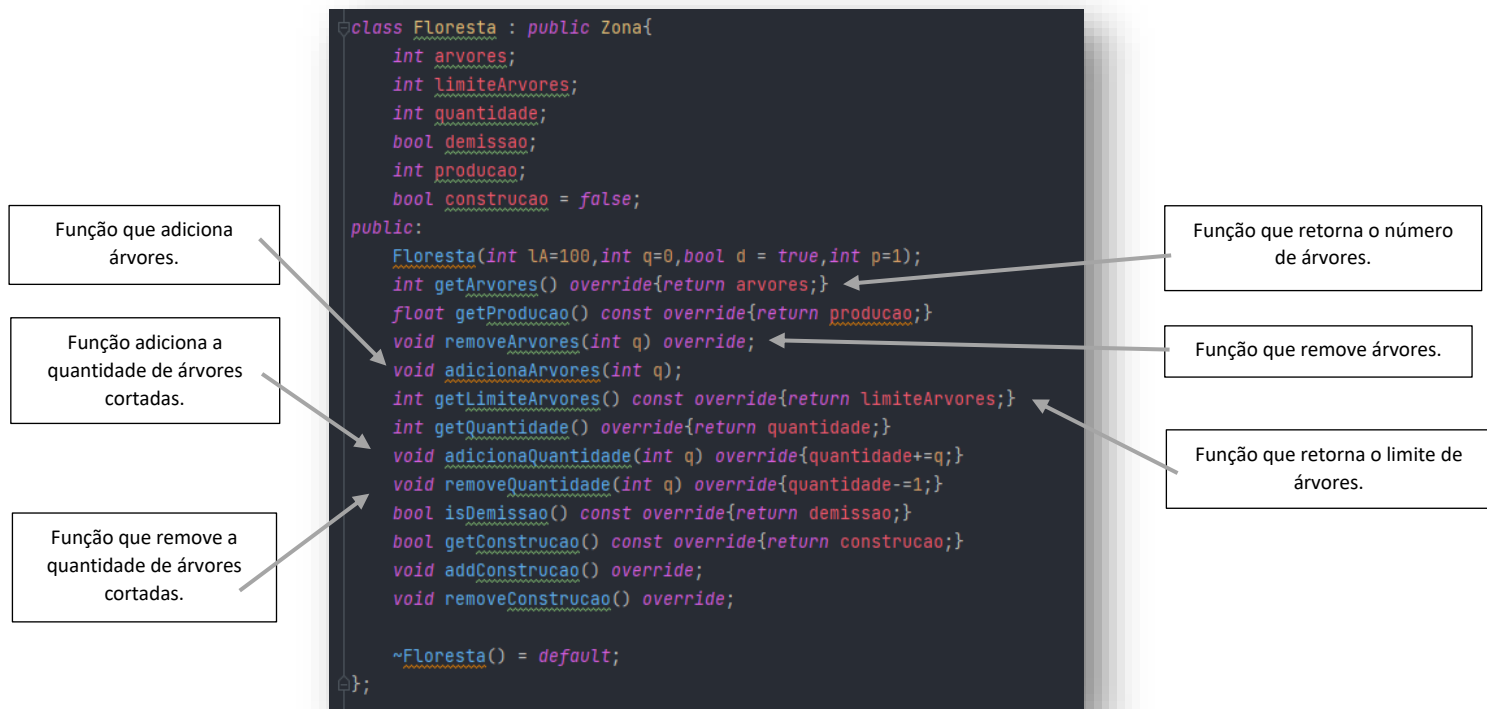 class Floresta : public Zona{
int arvores;
int limiteArvores;
int quantidade;
bool demissao;
int producao;
bool construcao = false;
public:
Floresta(int lA=100,int q=0,bool d = true,int p=1);
int getArvores() override{return arvores;}
float getProducao() const override{return producao;}
void removeArvores(int q) override;
void adicionaArvores(int q);
int getLimiteArvores() const override{return limiteArvores;}
int getQuantidade() override{return quantidade;}
void adicionaQuantidade(int q) override{quantidade+=q;}
void removeQuantidade(int q) override{quantidade-=1;}
bool isDemissao() const override{return demissao;}
bool getConstrucao() const override{return construcao;}
void addConstrucao() override;
void removeConstrucao() override;
~Floresta() = default;
};
Função que adiciona
árvores.
Função adiciona a
quantidade de árvores
cortadas.
Função que remove a
quantidade de árvores
cortadas.
Função que retorna o número
de árvores.
Função que remove árvores.
Função que retorna o limite de
árvores.